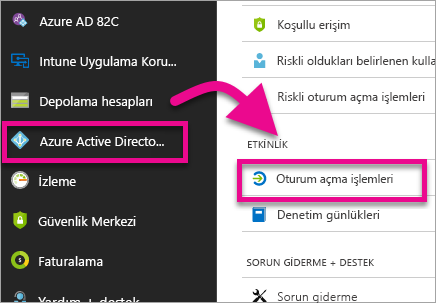 Azure AD 82C
Intune Uygulama Koru...
Depolama hesapları
Azure Active Directo...
İzleme
Güvenlik Merkezi
Faturalama
Yardım + destek
Koşullu erişim
Riskli oldukları belirlenen kulla
Riskli oturum açma işlemleri
ETKİNLİK
Oturum açma işlemleri
Denetim günlükleri
SORUN GİDERME + DESTEK
Sorun giderme